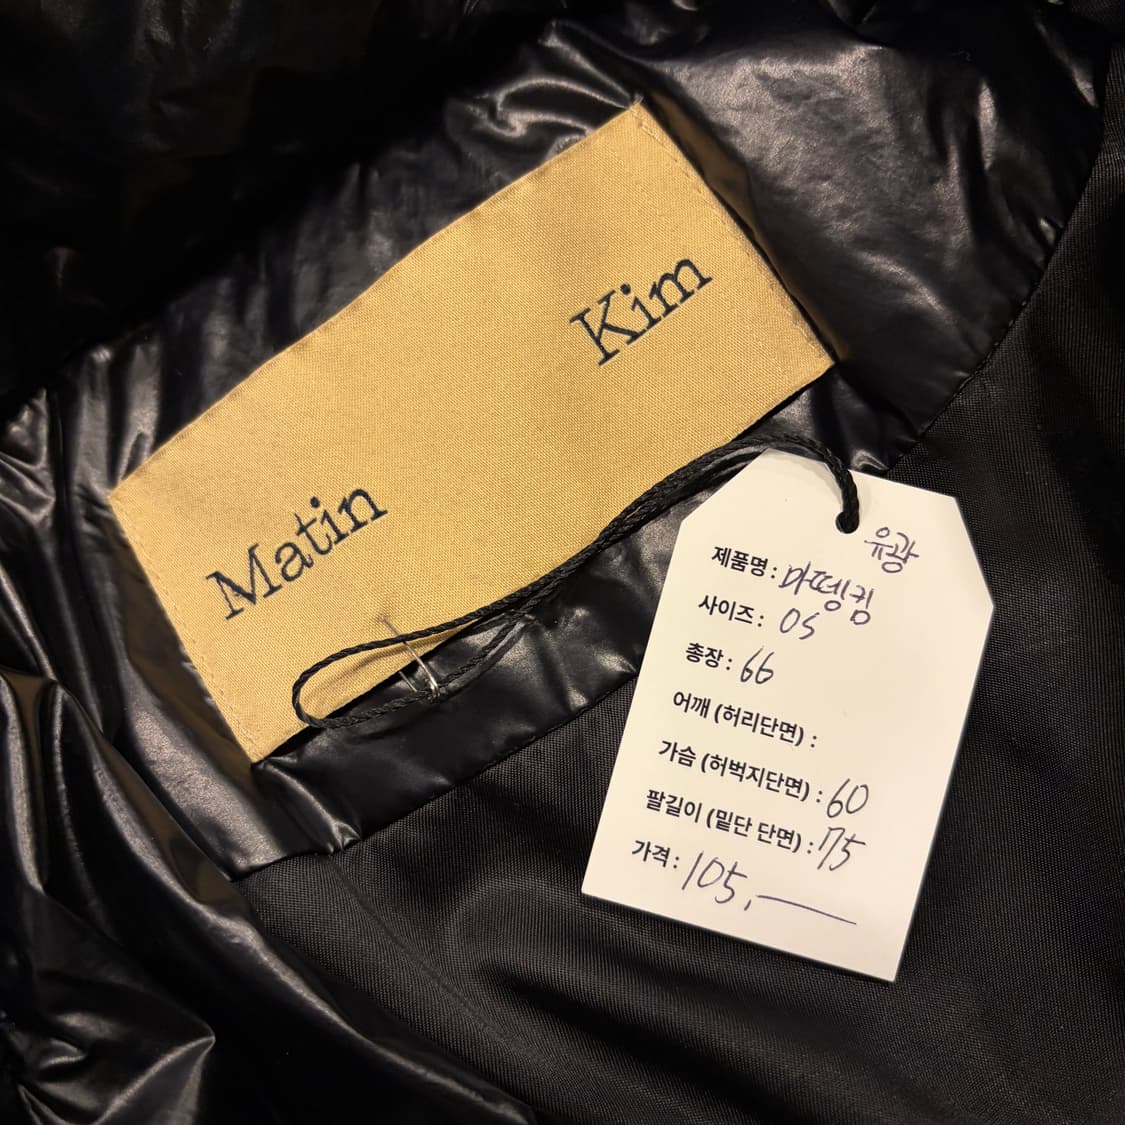 Matin
Kim
유광
제품명 : 마뗑킴
사이즈 : OS
총장 : 66
어깨 (허리단면) :
가슴 (허벅지단면) : 60
팔길이 (밑단 단면) : 75
가격 : 105,—